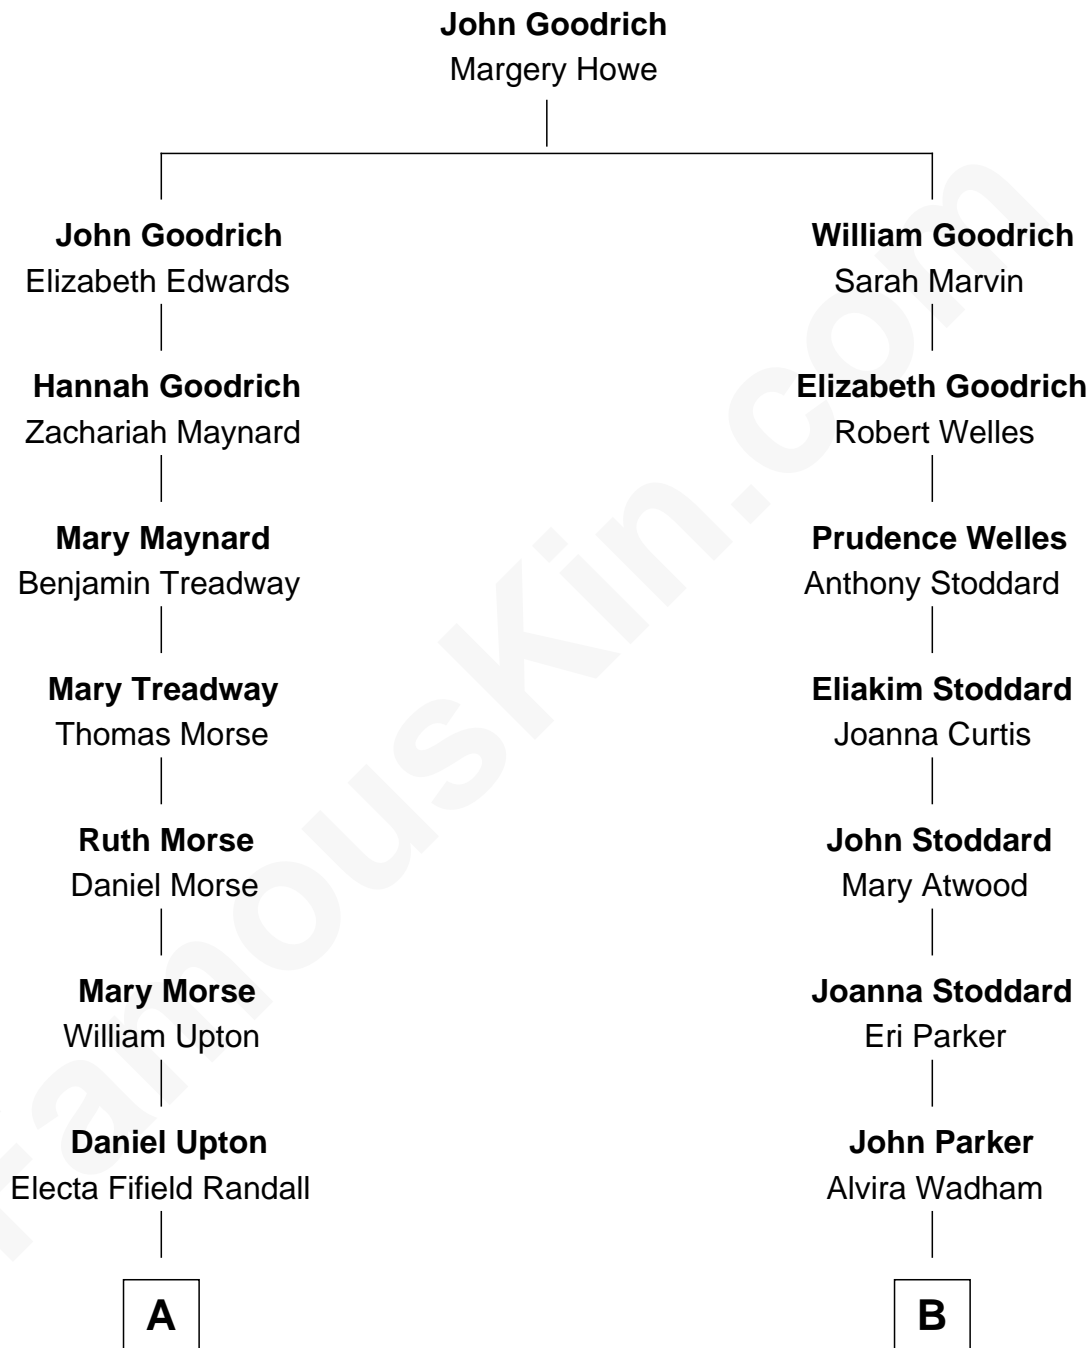 John Goodrich
Margery Howe
John Goodrich
Elizabeth Edwards
William Goodrich
Sarah Marvin
Hannah Goodrich
Zachariah Maynard
Elizabeth Goodrich
Robert Welles
Mary Maynard
Benjamin Treadway
Prudence Welles
Anthony Stoddard
Mary Treadway
Thomas Morse
Eliakim Stoddard
Joanna Curtis
Ruth Morse
Daniel Morse
John Stoddard
Mary Atwood
Mary Morse
William Upton
Joanna Stoddard
Eri Parker
Daniel Upton
Electa Fifield Randall
John Parker
Alvira Wadham
A
B
FamousKin.com